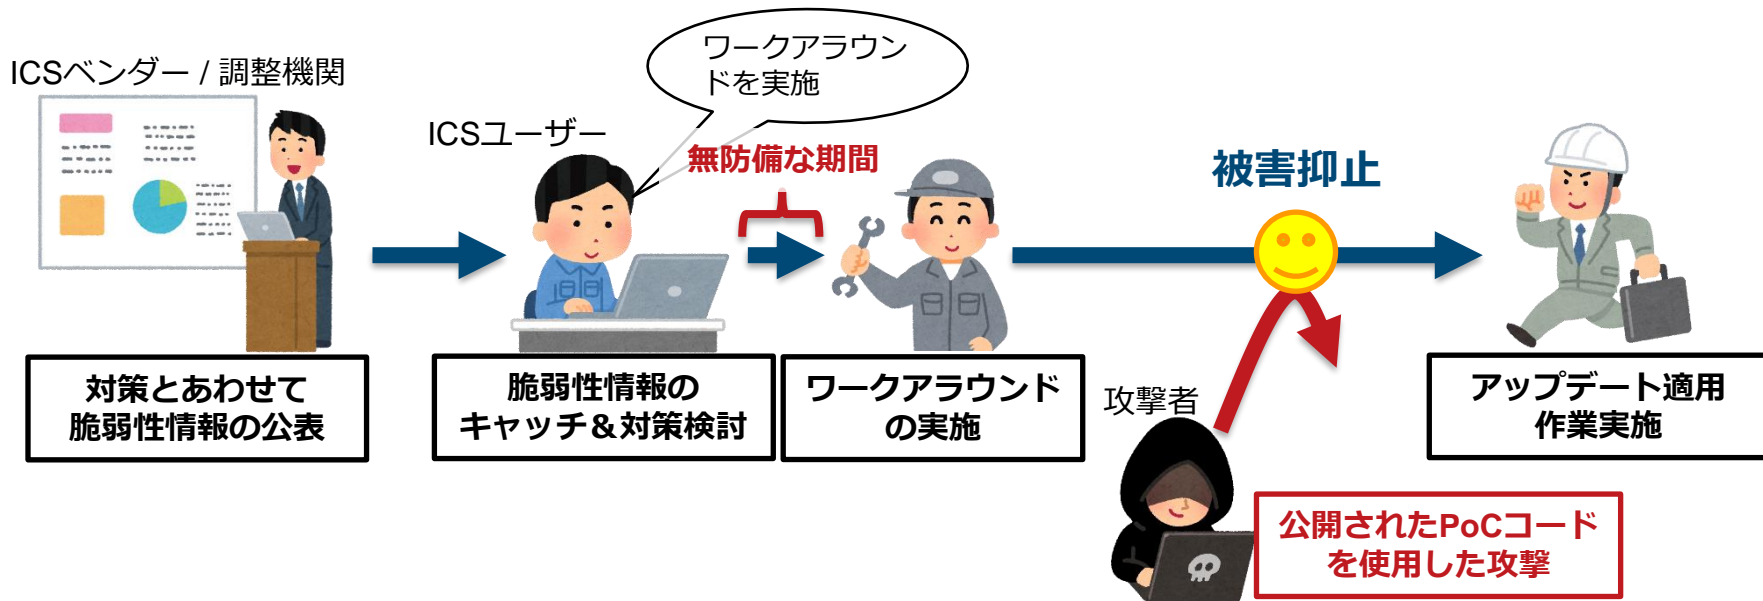 ICSベンダー / 調整機関
ワークアラウン
ドを実施
ICSユーザー
無防備な期間
被害抑止
対策とあわせて
脆弱性情報の公表
脆弱性情報の
キャッチ＆対策検討
ワークアラウンド
の実施
攻撃者
アップデート適用
作業実施
公開されたPoCコード
を使用した攻撃